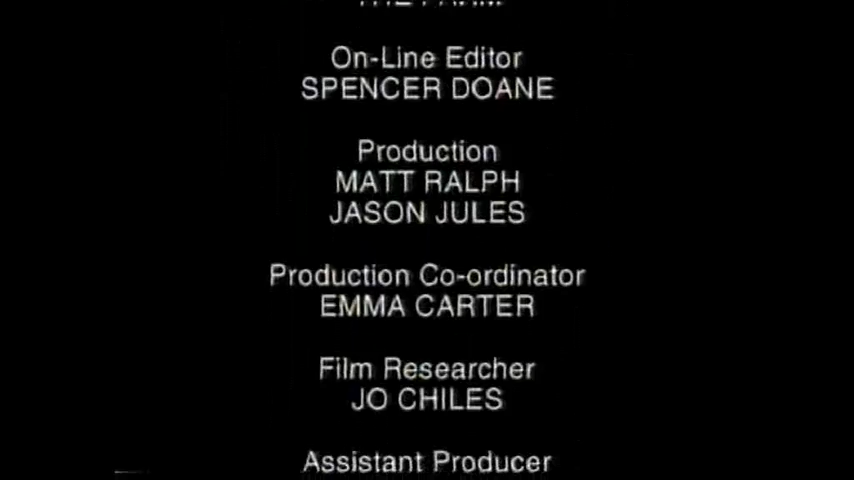 On-Line Editor
SPENCER DOANE
Production
MATT RALPH
JASON JULES
Production Co-ordinator
EMMA CARTER
Film Researcher
JO CHILES
Assistant Producer